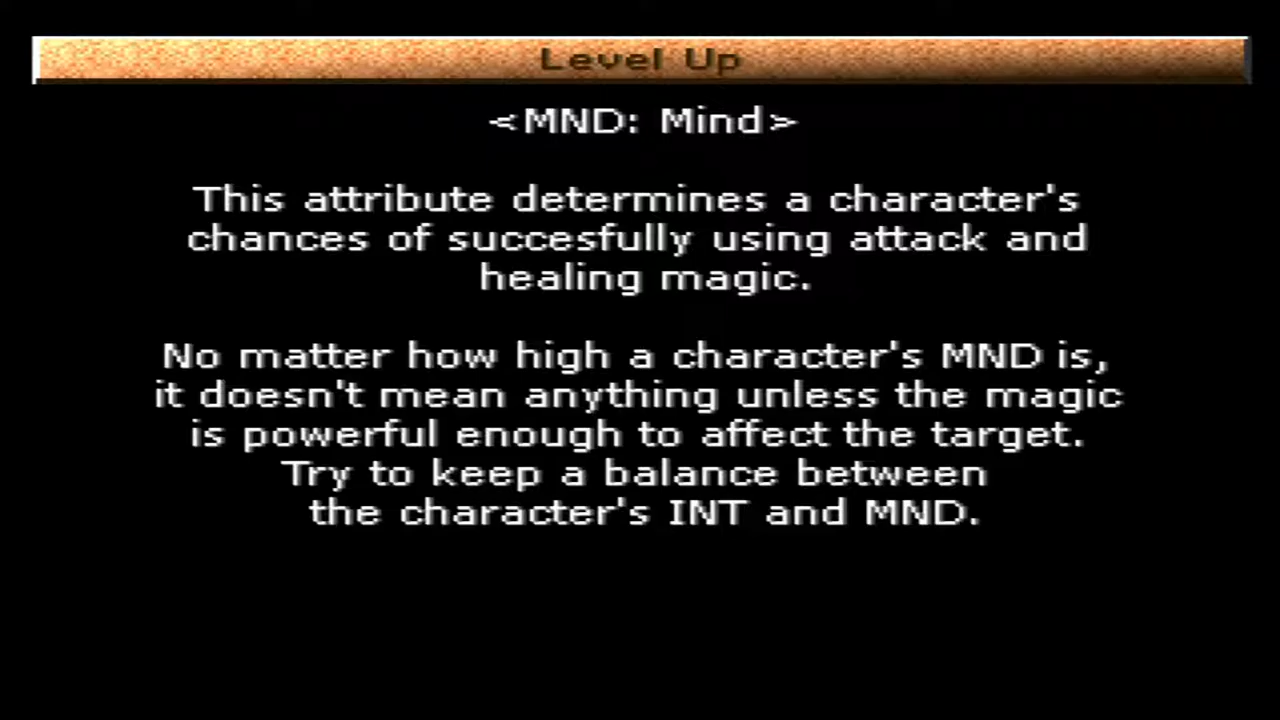 Level Up
<MND: Mind>
This attribute determines a character's
chances of succesfully using attack and
healing magic.
No matter how high a character's MND is,
it doesn't mean anything unless the magic
is powerful enough to affect the target.
Try to keep a balance between
the character's INT and MND.